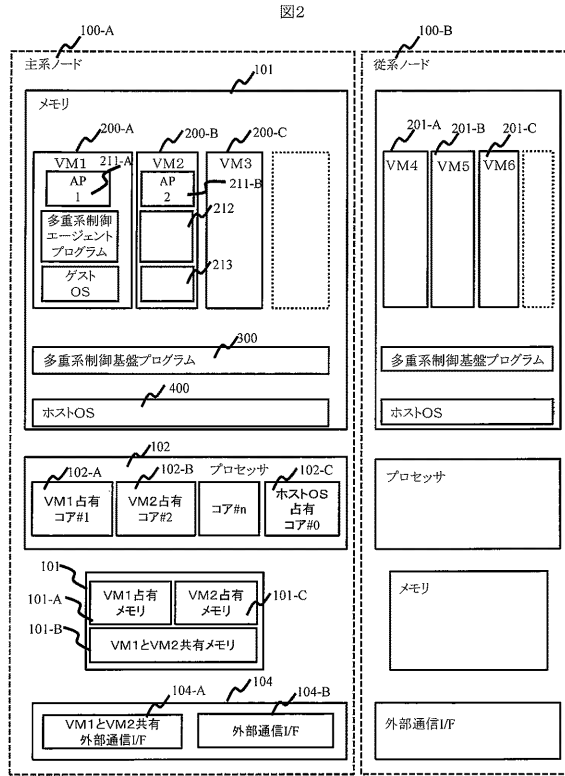 図2
100-A
100-B
主系ノード
従系ノード
101
メモリ
200-A
200-B
200-C
201-A
201-B
201-C
VM1
VM2
VM3
VM4
VM5
VM6
211-A
AP
1
AP
2
211-B
多重系制御
エージェント
プログラム
212
ゲスト
OS
213
300
多重系制御基盤プログラム
多重系制御基盤プログラム
400
ホストOS
ホストOS
102
102-A
102-B
プロセッサ
102-C
プロセッサ
VM1占有
コア#1
VM2占有
コア#2
コア#n
ホストOS
占有
コア#0
101
メモリ
101-A
VM1占有
メモリ
VM2占有
メモリ
101-C
101-B
VM1とVM2共有メモリ
104-A
104
104-B
VM1とVM2共有
外部通信I/F
外部通信I/F
外部通信I/F